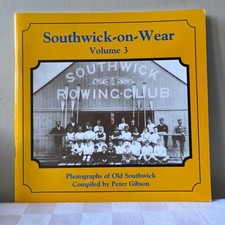 Southwick-on-Wear
Volume 3
SOUTHWICK
ROWING·CLUB
Photographs of Old Southwick
Compiled by Peter Gibson